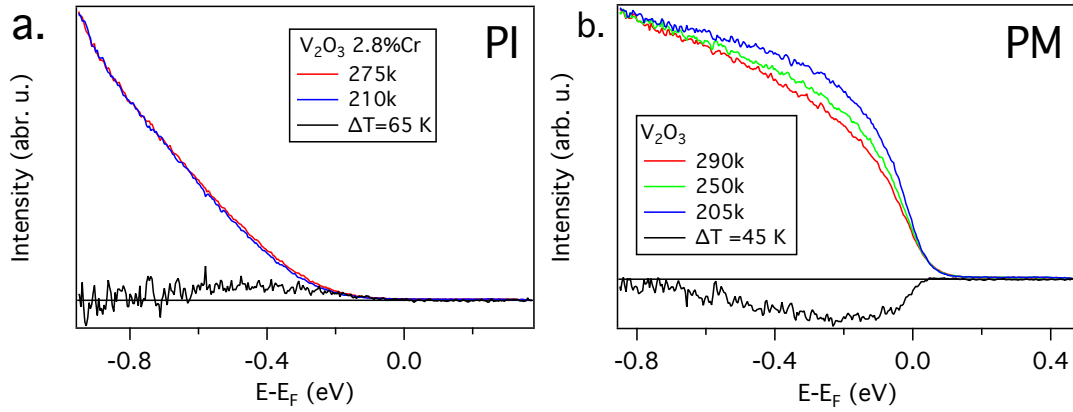 a.
PI
V2O3 2.8%Cr
275k
210k
ΔT=65 K
Intensity (abr. u.)
-0.8
-0.4
0.0
E-EF (eV)
b.
PM
V2O3
290k
250k
205k
ΔT =45 K
Intensity (arb. u.)
-0.8
-0.4
0.0
0.4
E-EF (eV)